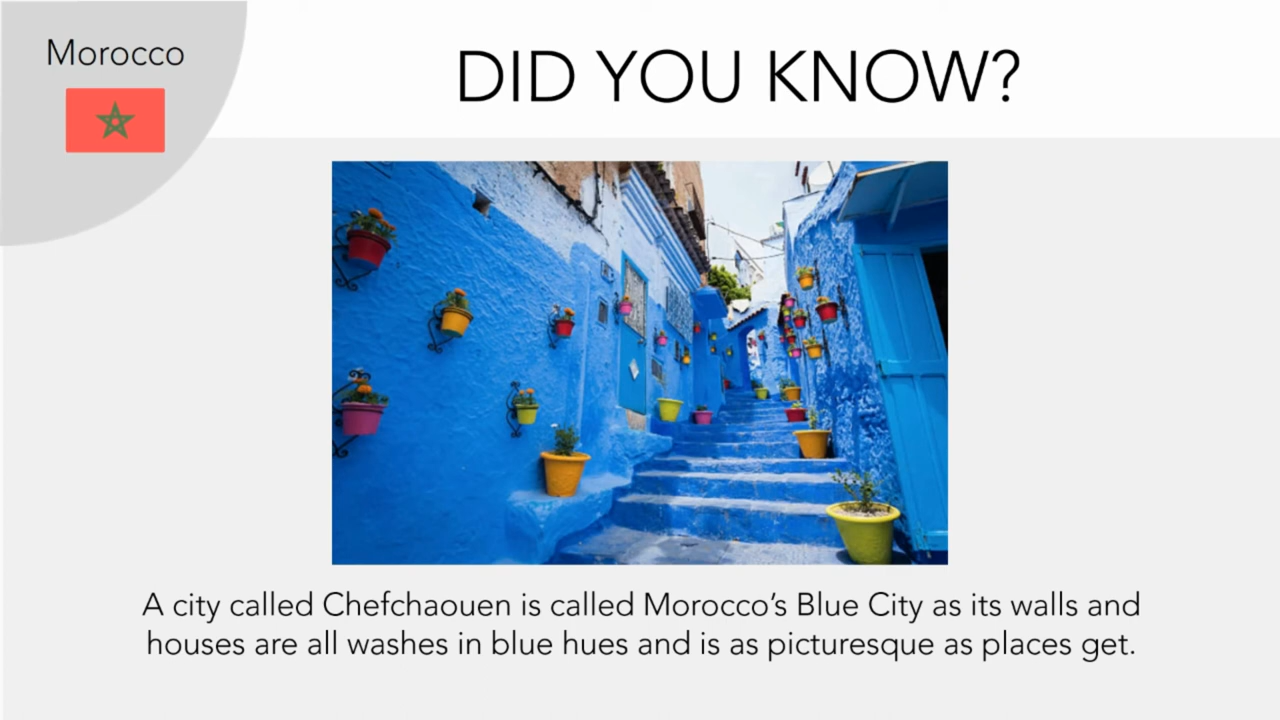 Morocco
DID YOU KNOW?
A city called Chefchaouen is called Morocco’s Blue City as its walls and
houses are all washes in blue hues and is as picturesque as places get.